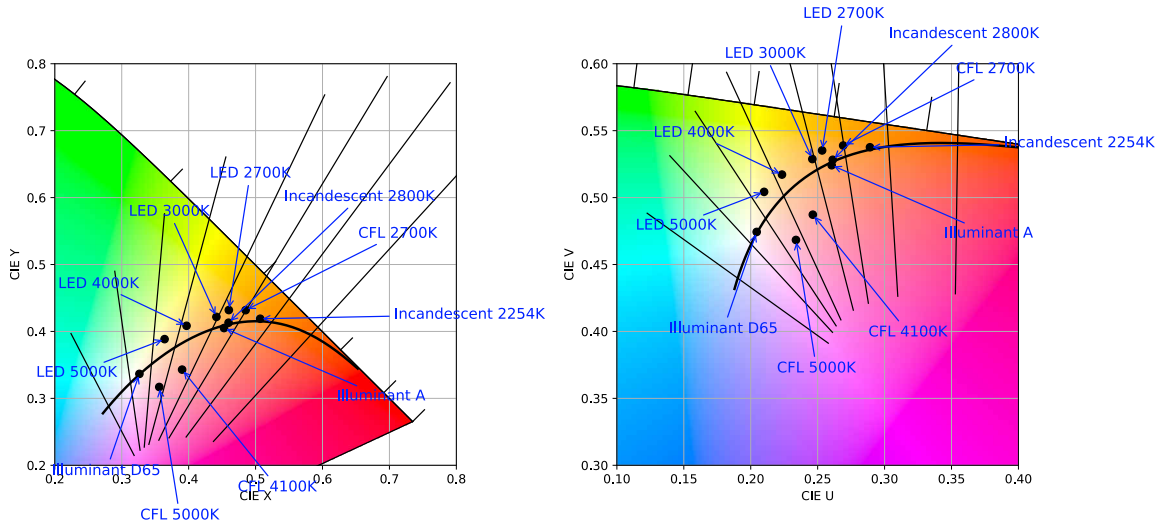 LED 2700K
Incandescent 2800K
LED 3000K
CFL 2700K
0.8
0.7
0.6
0.5
0.4
0.3
0.2
CIE Y
LED 2700K
Incandescent 2800K
LED 3000K
CFL 2700K
LED 4000K
Incandescent 2254K
LED 5000K
Illuminant A
Illuminant D65
CFL 4100K
CFL 5000K
0.2
0.3
0.4
0.5
0.6
0.7
0.8
CIE X
0.60
0.55
0.50
0.45
0.40
0.35
0.30
CIE V
LED 4000K
Incandescent 2254K
LED 5000K
Illuminant A
Illuminant D65
CFL 4100K
CFL 5000K
0.10
0.15
0.20
0.25
0.30
0.35
0.40
CIE U